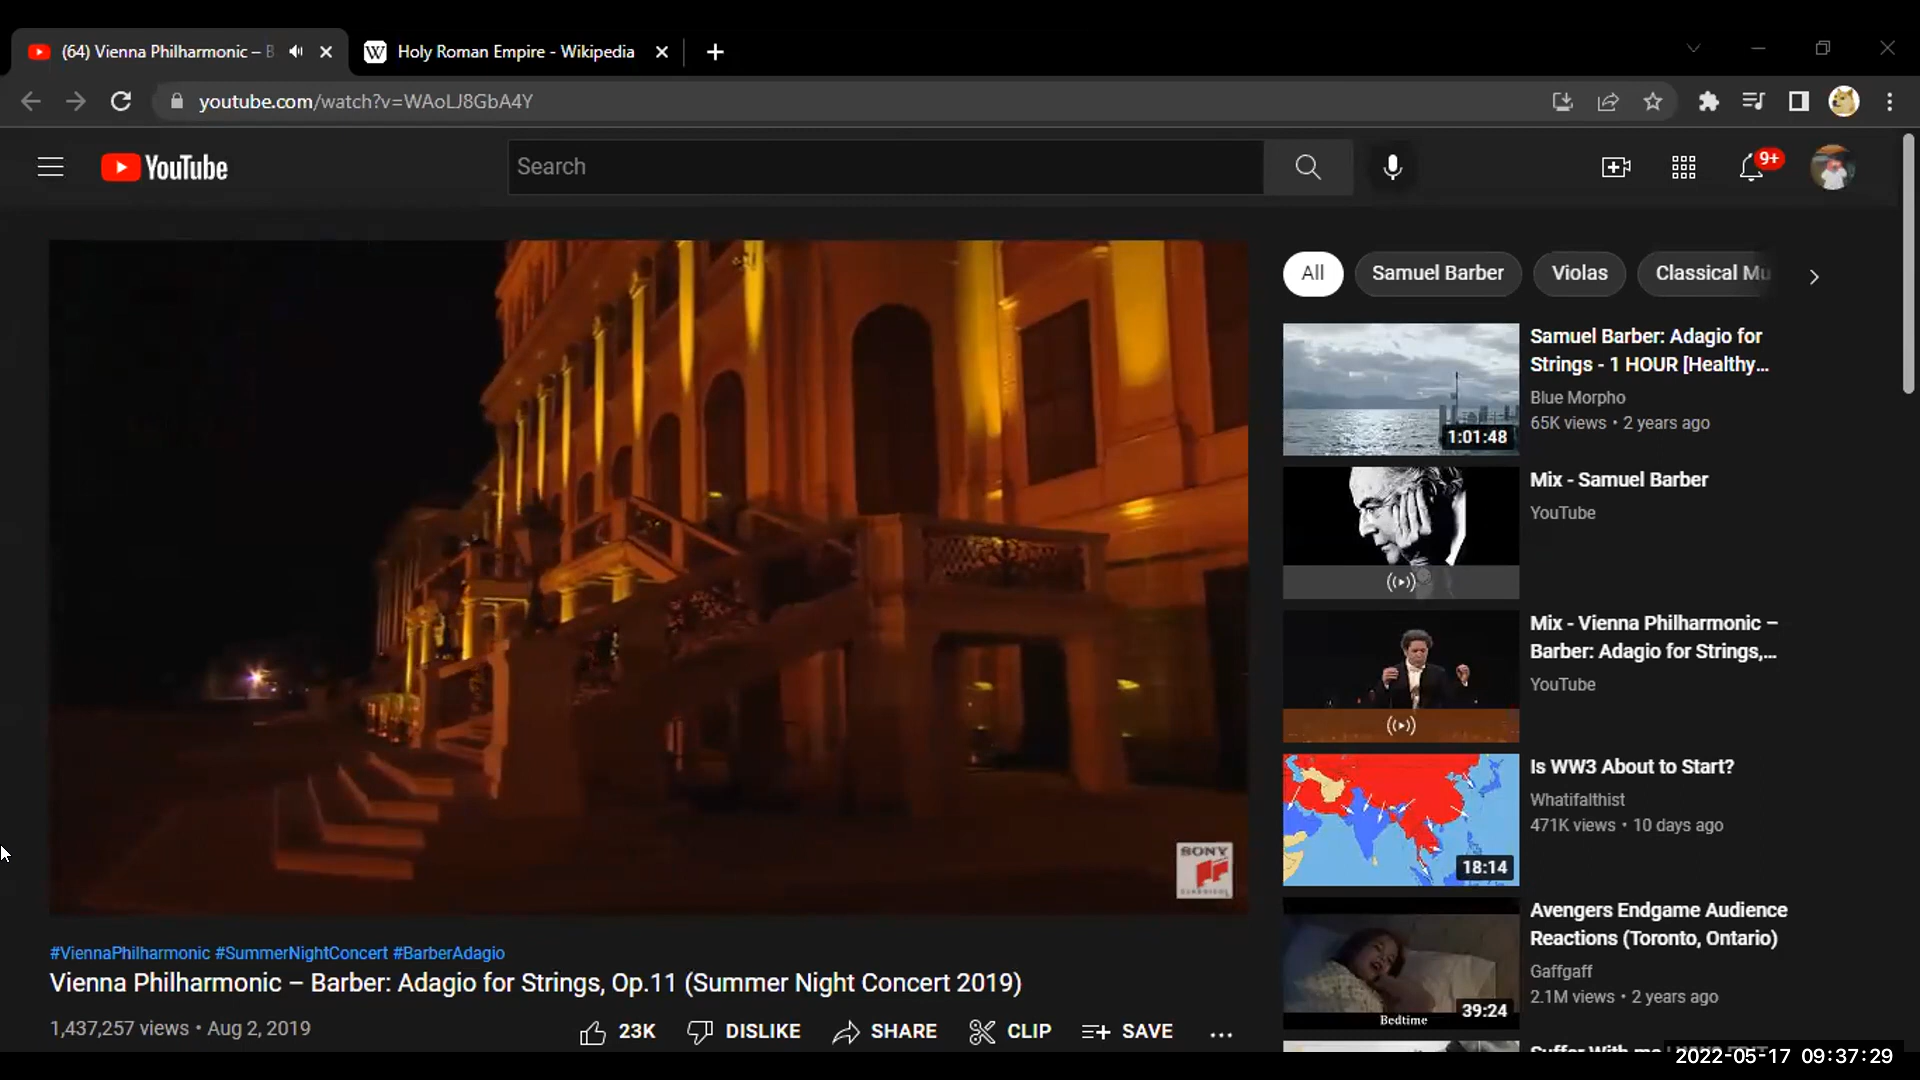 (64) Vienna Philharmonic –
Holy Roman Empire - Wikipedia
youtube.com/watch?v=WAoLJ8GbA4Y
YouTube
Search
9+
All
Samuel Barber
Violas
Classical Mu
SONY
CLASSICAL
#ViennaPhilharmonic #SummerNightConcert #BarberAdagio
Vienna Philharmonic – Barber: Adagio for Strings, Op.11 (Summer Night Concert 2019)
1,437,257 views • Aug 2, 2019
23K
DISLIKE
SHARE
CLIP
SAVE
1:01:48
Samuel Barber: Adagio for
Strings - 1 HOUR [Healthy...
Blue Morpho
65K views • 2 years ago
Mix - Samuel Barber
YouTube
Mix - Vienna Philharmonic –
Barber: Adagio for Strings,...
YouTube
18:14
Is WW3 About to Start?
Whatifalthist
471K views • 10 days ago
Bedtime
39:24
Avengers Endgame Audience
Reactions (Toronto, Ontario)
Gaffgaff
2.1M views • 2 years ago
2022-05-17 09:37:29